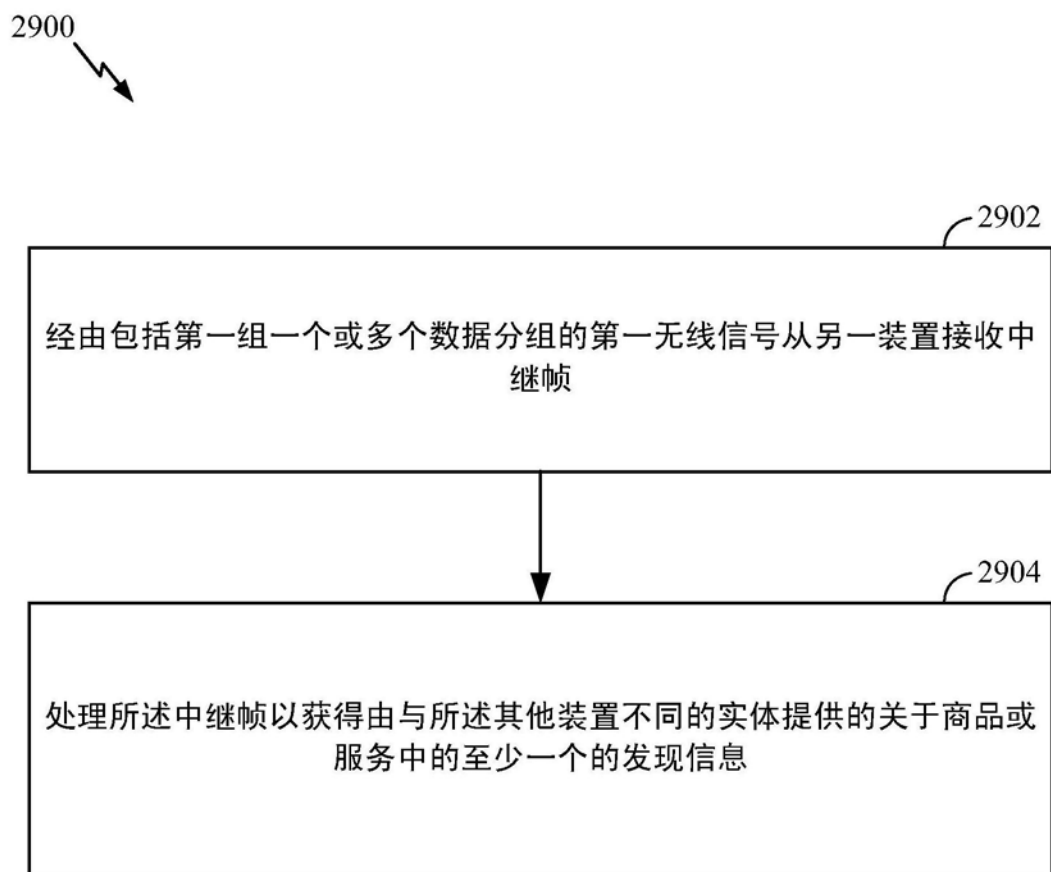 2900
2902
经由包括第一组一个或多个数据分组的第一无线信号从另一装置接收中
继帧
2904
处理所述中继帧以获得由与所述其他装置不同的实体提供的关于商品或
服务中的至少一个的发现信息